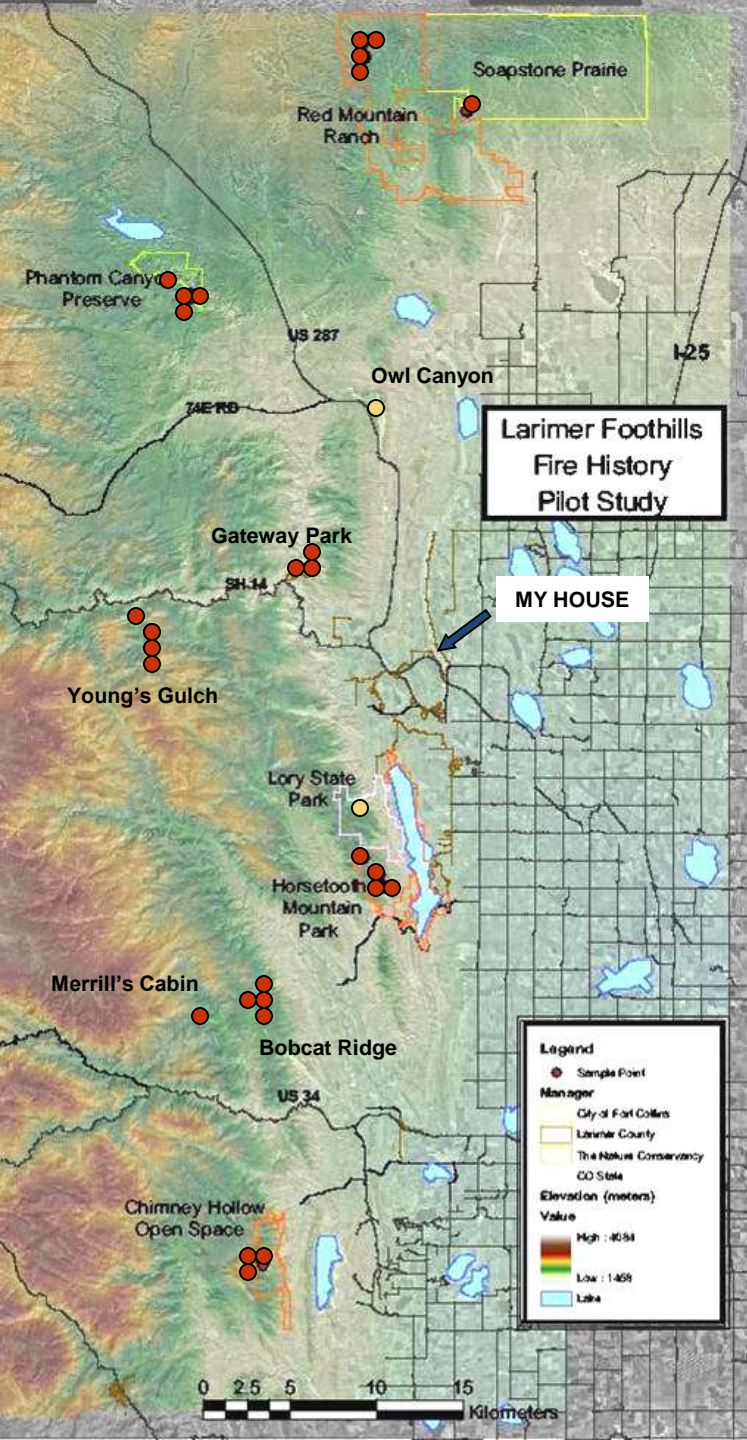 Soapstone Prairie
Red Mountain
Ranch
Phantom Canyo
Preserve
US 287
I-25
Owl Canyon
74E RD
Larimer Foothills
Fire History
Pilot Study
Gateway Park
SH 14
MY HOUSE
Young's Gulch
Lory State
Park
Horsetooth
Mountain
Park
Merrill's Cabin
Bobcat Ridge
US 34
Legend
Sample Point
Manager
City of Fort Collins
Larimer County
The Nature Conservancy
CO State
Elevation (meters)
Value
High : 4084
Low : 1458
Lake
Chimney Hollow
Open Space
0 2.5 5 10 15
Kilometers